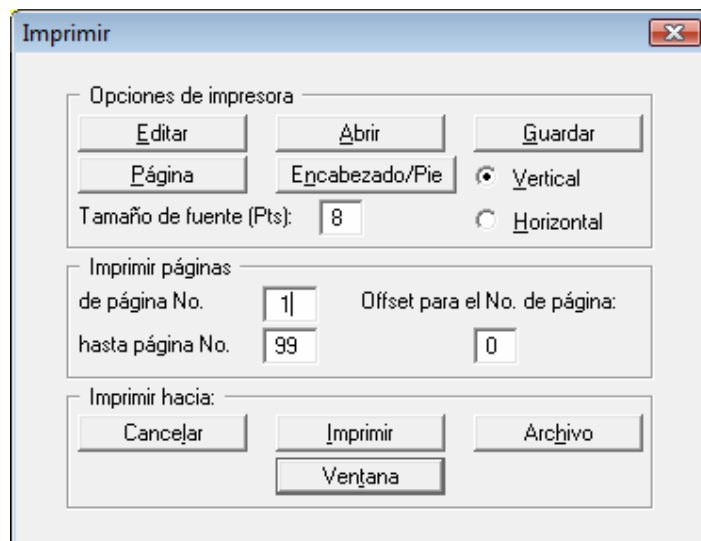 Imprimir
Opciones de impresora
Editar Abrir Guardar
Página Encabezado/Pie Vertical
Tamaño de fuente (Pts): 8 Horizontal
Imprimir páginas
de página No. 1 Offset para el No. de página:
hasta página No. 99 0
Imprimir hacia:
Cancelar Imprimir Archivo
Ventana